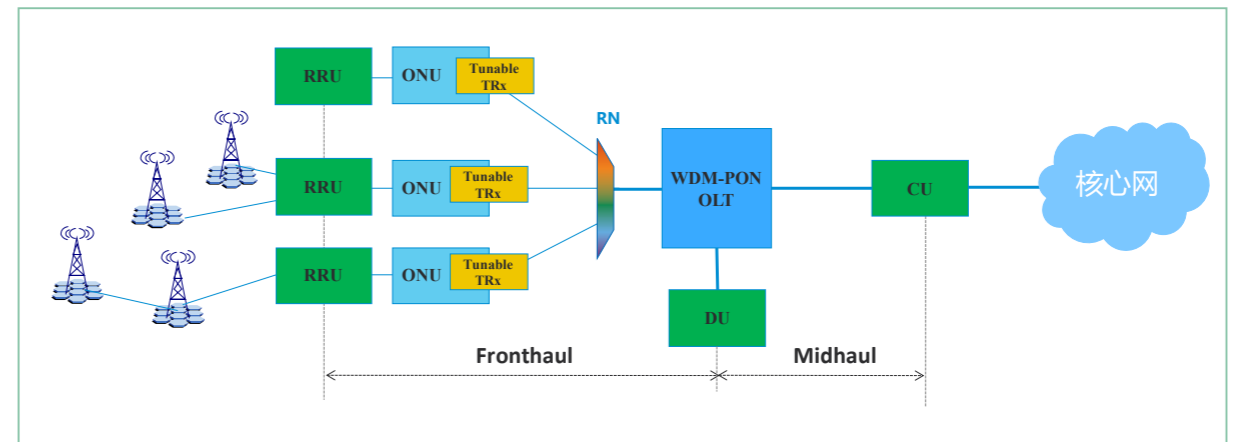 RRU
ONU
Tunable
TRx
RN
RRU
ONU
Tunable
TRx
WDM-PON
OLT
CU
核心网
RRU
ONU
Tunable
TRx
DU
Fronthaul
Midhaul